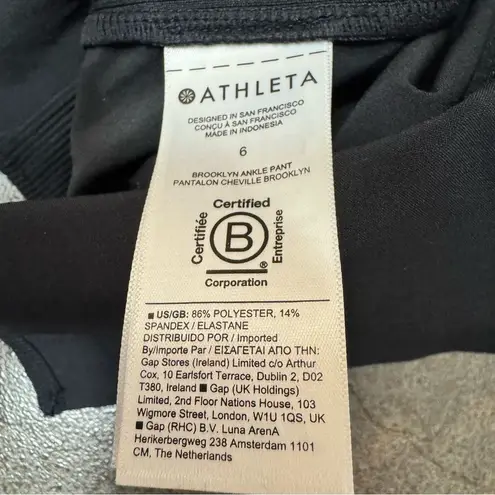 ATHLETA
DESIGNED IN SAN FRANCISCO
CONÇU À SAN FRANCISCO
MADE IN INDONESIA
6
BROOKLYN ANKLE PANT
PANTALON CHEVILLE BROOKLYN
Certified
Certifiée
B
®
Entreprise
Corporation
■ US/GB: 86% POLYESTER, 14%
SPANDEX / ELASTANE
DISTRIBUIDO POR / Imported
By/Importe Par / ΕΙΣΑΓΕΤΑΙ ΑΠΟ ΤΗΝ:
Gap Stores (Ireland) Limited c/o Arthur
Cox, 10 Earlsfort Terrace, Dublin 2, D02
T380, Ireland ■ Gap (UK Holdings)
Limited, 2nd Floor Nations House, 103
Wigmore Street, London, W1U 1QS, UK
■ Gap (RHC) B.V. Luna ArenA
Herikerbergweg 238 Amsterdam 1101
CM, The Netherlands